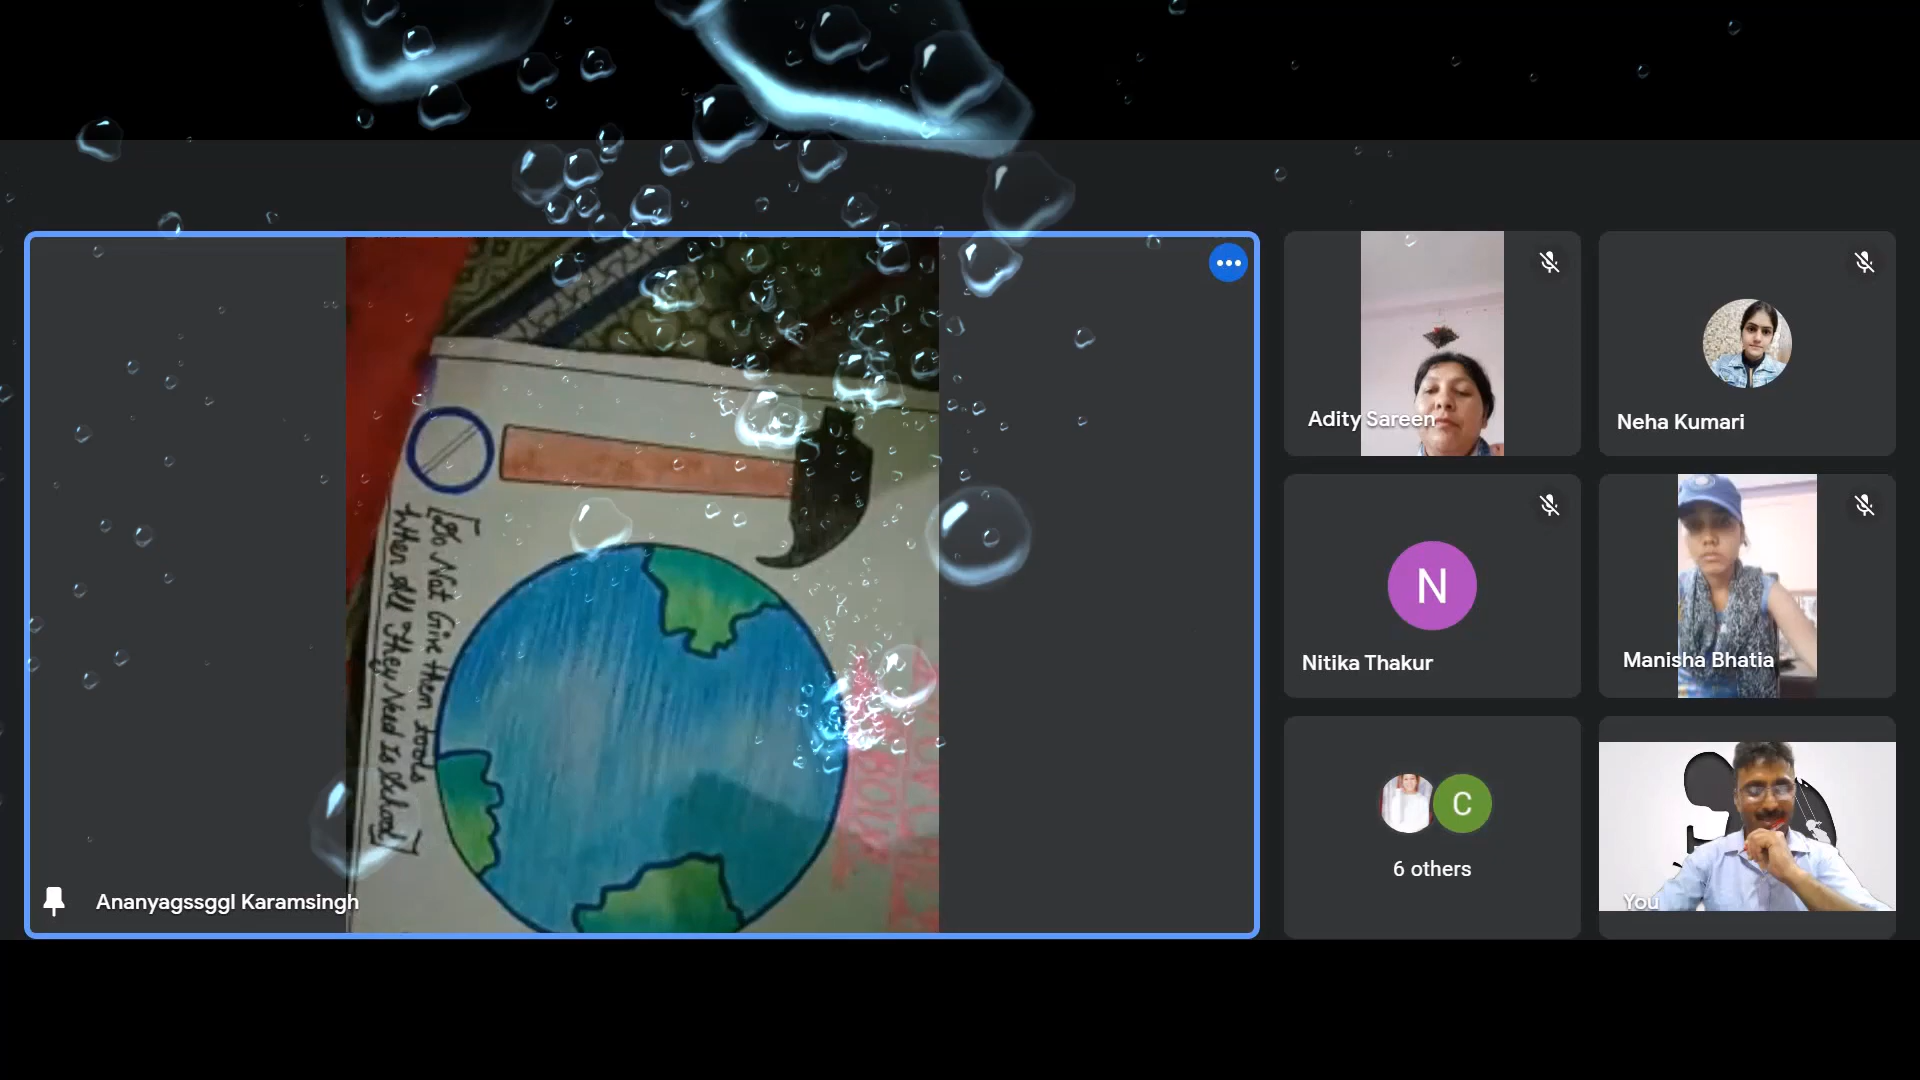 [Do Not Give them tools
When All they Need is School]
Ananyagssggl Karamsingh
Adity Sareen
Neha Kumari
N
Nitika Thakur
Manisha Bhatia
C
6 others
You